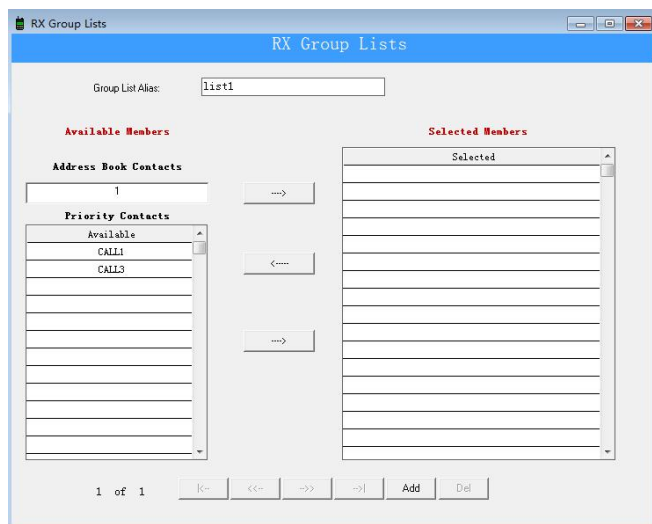 RX Group Lists
RX Group Lists
Group List Alias: list1
Available Members
Selected Members
Address Book Contacts
1
---->
Priority Contacts
Available
CALL1
CALL3
<----
---->
Selected
1 of 1 |<-- <<-- -->> -->| Add Del